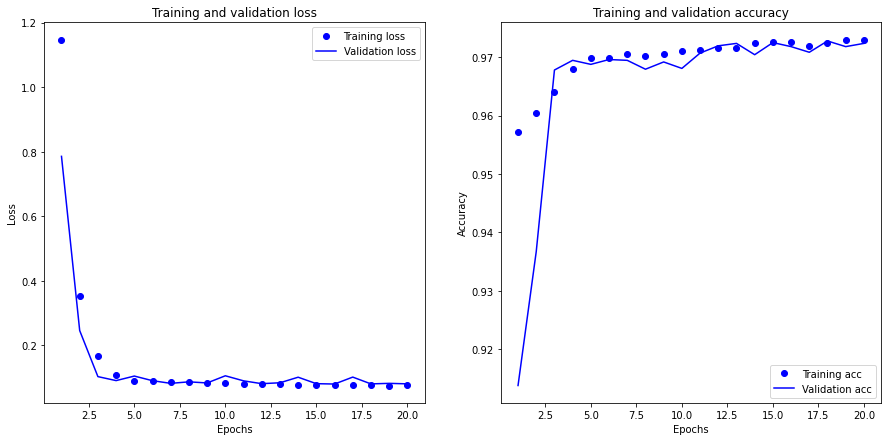 Training and validation loss
Training loss
Validation loss
1.2
1.0
0.8
0.6
0.4
0.2
Loss
2.5 5.0 7.5 10.0 12.5 15.0 17.5 20.0
Epochs
Training and validation accuracy
0.97
0.96
0.95
0.94
0.93
0.92
Accuracy
Training acc
Validation acc
2.5 5.0 7.5 10.0 12.5 15.0 17.5 20.0
Epochs